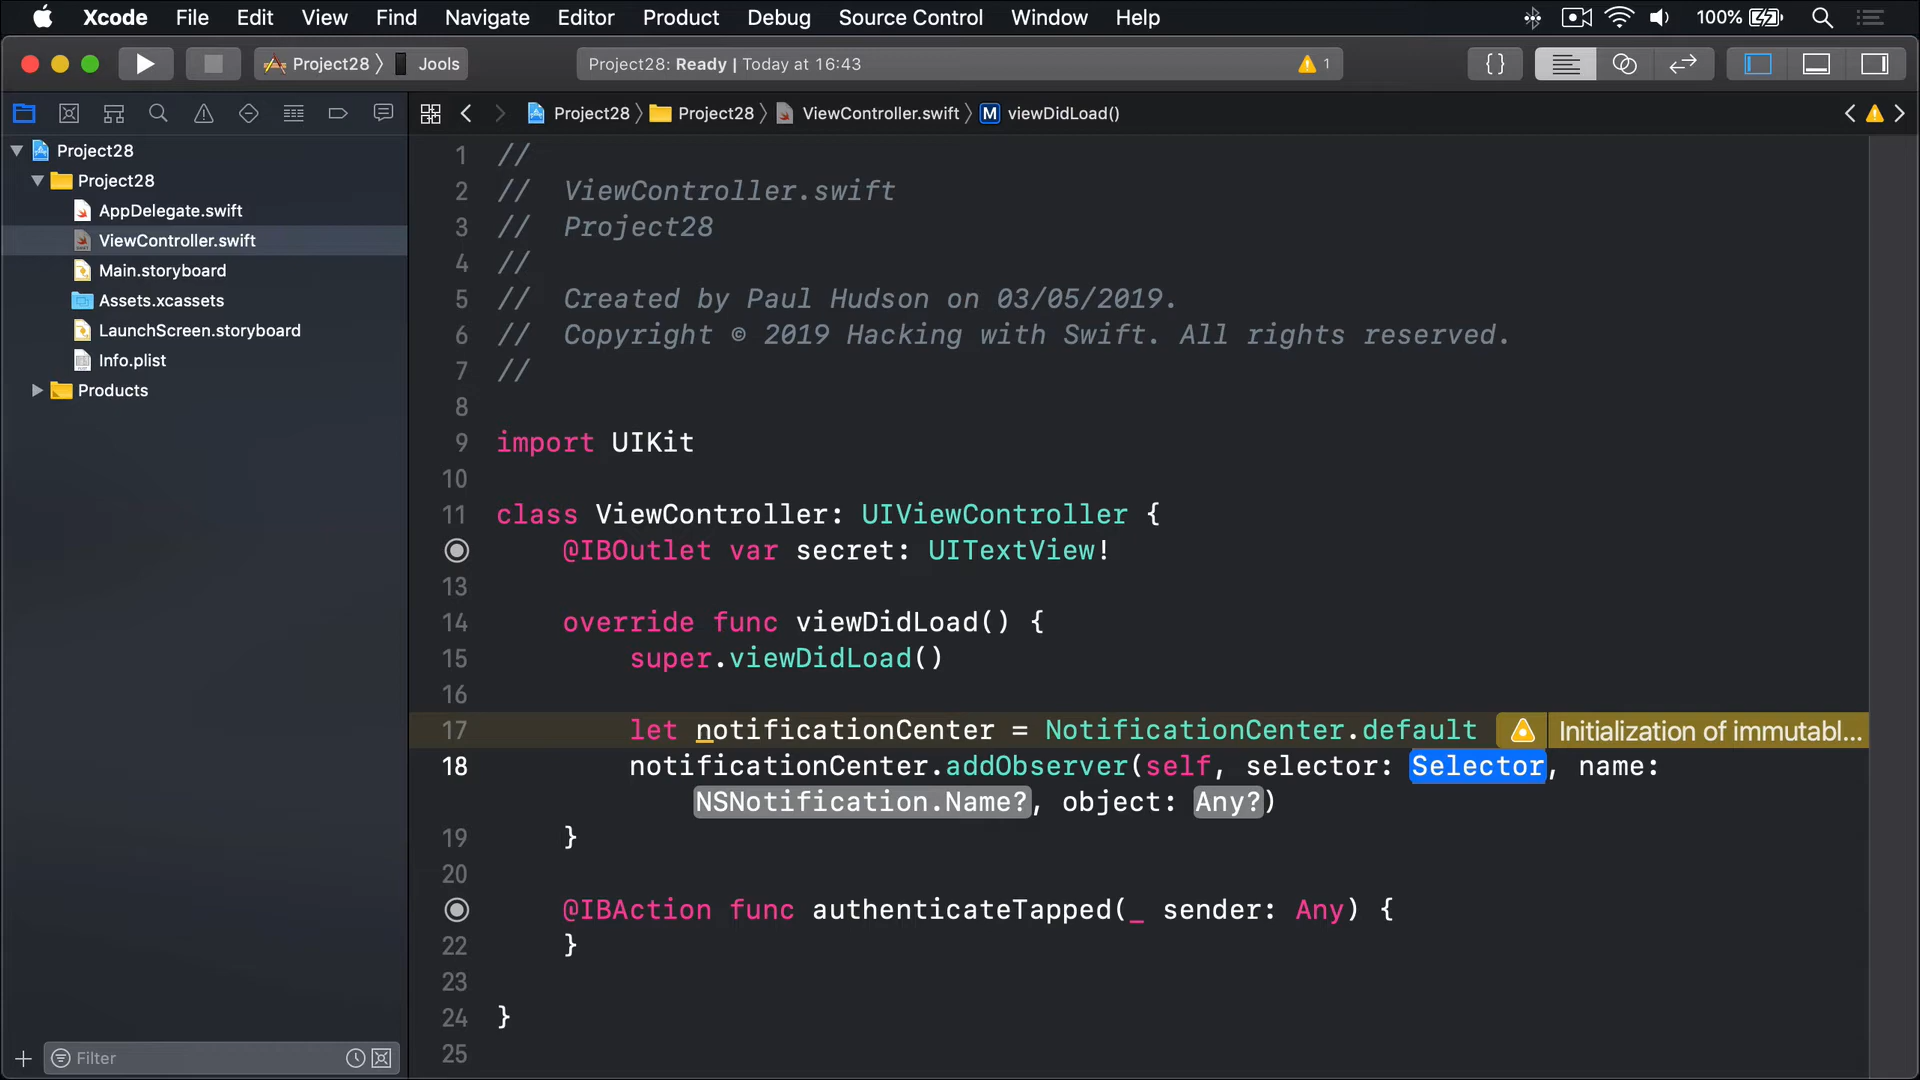 Xcode File Edit View Find Navigate Editor Product Debug Source Control Window Help 100%
Project28 Jools Project28: Ready | Today at 16:43 1 {}
Project28 Project28 ViewController.swift M viewDidLoad()
Project28
Project28
AppDelegate.swift
ViewController.swift
Main.storyboard
Assets.xcassets
LaunchScreen.storyboard
Info.plist
Products
Filter
1 //
2 //  ViewController.swift
3 //  Project28
4 //
5 //  Created by Paul Hudson on 03/05/2019.
6 //  Copyright © 2019 Hacking with Swift. All rights reserved.
7 //
8
9 import UIKit
10
11 class ViewController: UIViewController {
@IBOutlet var secret: UITextView!
13
14 override func viewDidLoad() {
15 super.viewDidLoad()
16
17 let notificationCenter = NotificationCenter.default Initialization of immutabl...
18 notificationCenter.addObserver(self, selector: Selector, name:
NSNotification.Name?, object: Any?)
19 }
20
@IBAction func authenticateTapped(_ sender: Any) {
22 }
23
24 }
25